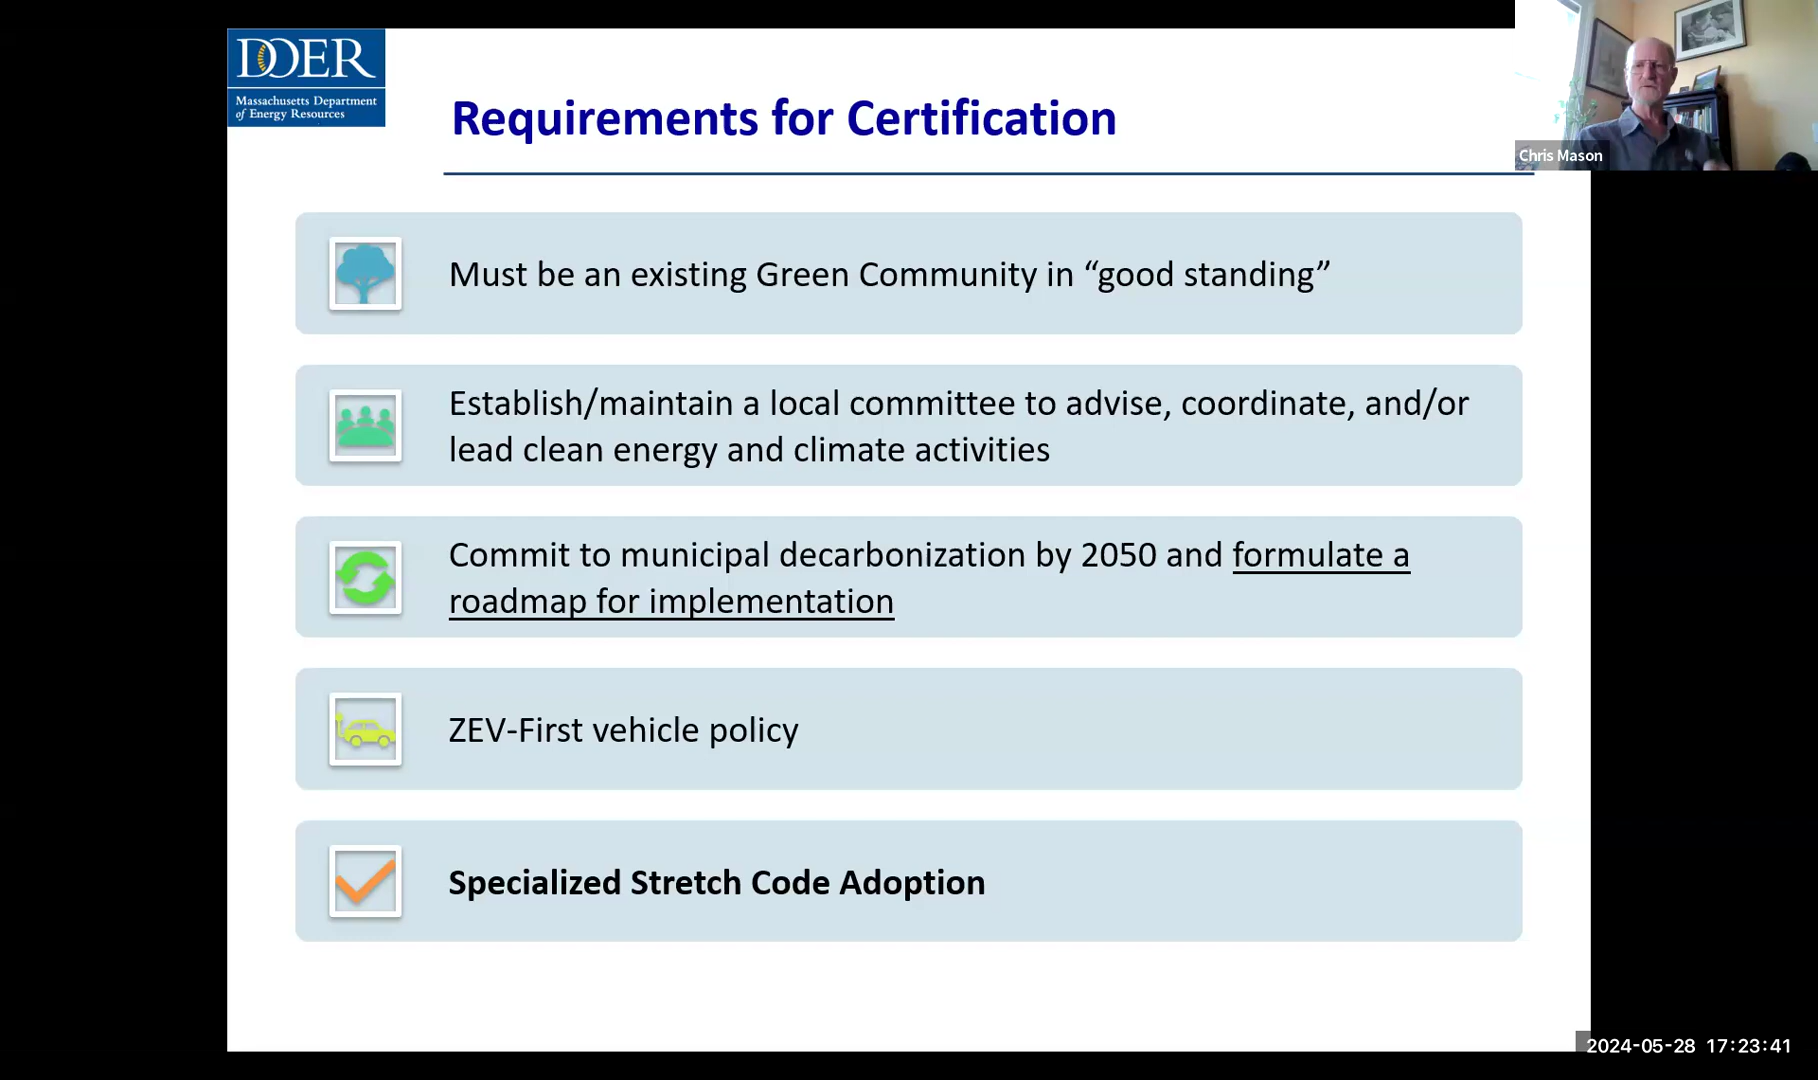 DOER
Massachusetts Department
of Energy Resources
Requirements for Certification
Chris Mason
Must be an existing Green Community in “good standing”
Establish/maintain a local committee to advise, coordinate, and/or
lead clean energy and climate activities
Commit to municipal decarbonization by 2050 and formulate a
roadmap for implementation
ZEV-First vehicle policy
Specialized Stretch Code Adoption
2024-05-28 17:23:41